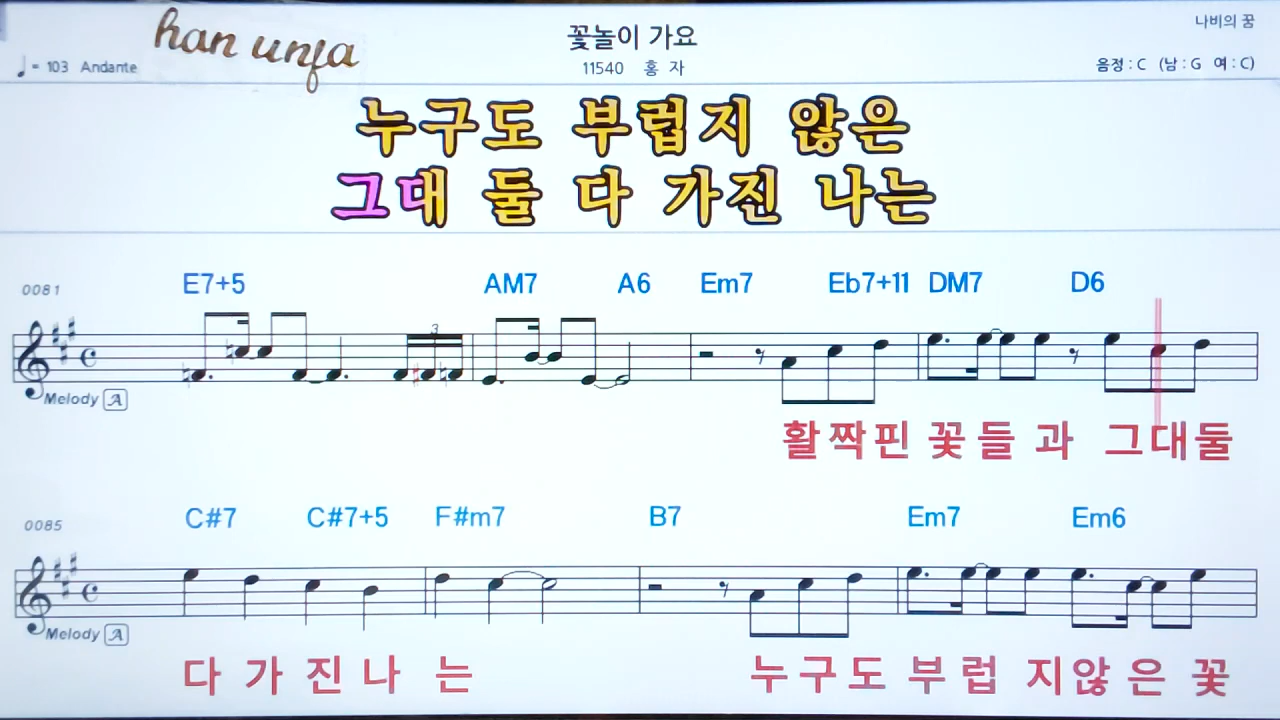 나비의 꿈
han unfa
꽃놀이 가요
♩= 103 Andante
11540 홍 자
음정 : C (남 : G 여 : C)
누구도 부럽지 않은
그대 둘 다 가진 나는
0081 E7+5 AM7 A6 Em7 Eb7+11 DM7 D6
3
Melody A
활짝핀 꽃들과 그대둘
0085 C#7 C#7+5 F#m7 B7 Em7 Em6
Melody A
다가진나 는 누구도 부럽 지않은 꽃